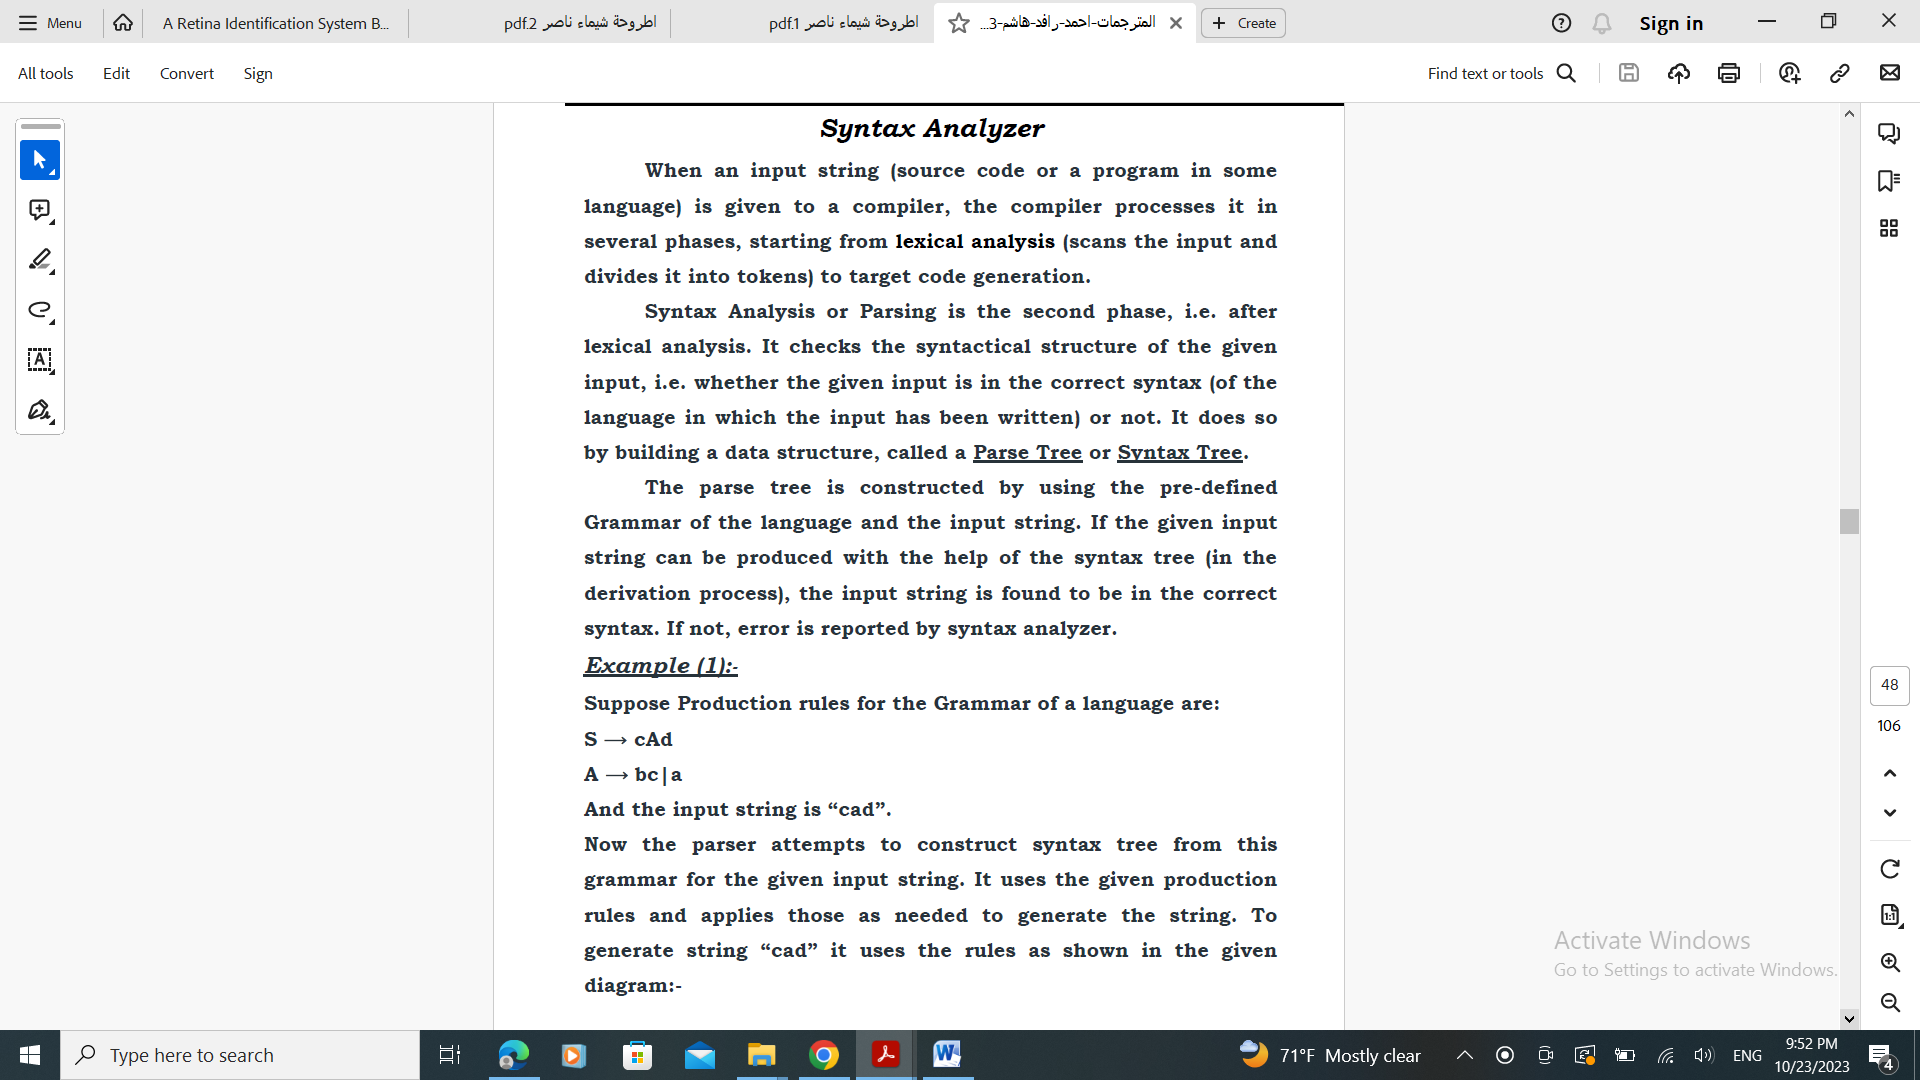 Menu
A Retina Identification System B...
اطروحة شيماء ناصر 2.pdf
اطروحة شيماء ناصر 1.pdf
المترجمات-احمد-رافد-هاشم-3...
Create
Sign in
All tools
Edit
Convert
Sign
Find text or tools
Syntax Analyzer
When an input string (source code or a program in some
language) is given to a compiler, the compiler processes it in
several phases, starting from lexical analysis (scans the input and
divides it into tokens) to target code generation.
Syntax Analysis or Parsing is the second phase, i.e. after
lexical analysis. It checks the syntactical structure of the given
input, i.e. whether the given input is in the correct syntax (of the
language in which the input has been written) or not. It does so
by building a data structure, called a Parse Tree or Syntax Tree.
The parse tree is constructed by using the pre-defined
Grammar of the language and the input string. If the given input
string can be produced with the help of the syntax tree (in the
derivation process), the input string is found to be in the correct
syntax. If not, error is reported by syntax analyzer.
Example (1):-
Suppose Production rules for the Grammar of a language are:
S → cAd
A → bc|a
And the input string is “cad”.
Now the parser attempts to construct syntax tree from this
grammar for the given input string. It uses the given production
rules and applies those as needed to generate the string. To
generate string “cad” it uses the rules as shown in the given
diagram:-
48
106
1:1
Activate Windows
Go to Settings to activate Windows.
Type here to search
71°F Mostly clear
ENG
9:52 PM
10/23/2023
4